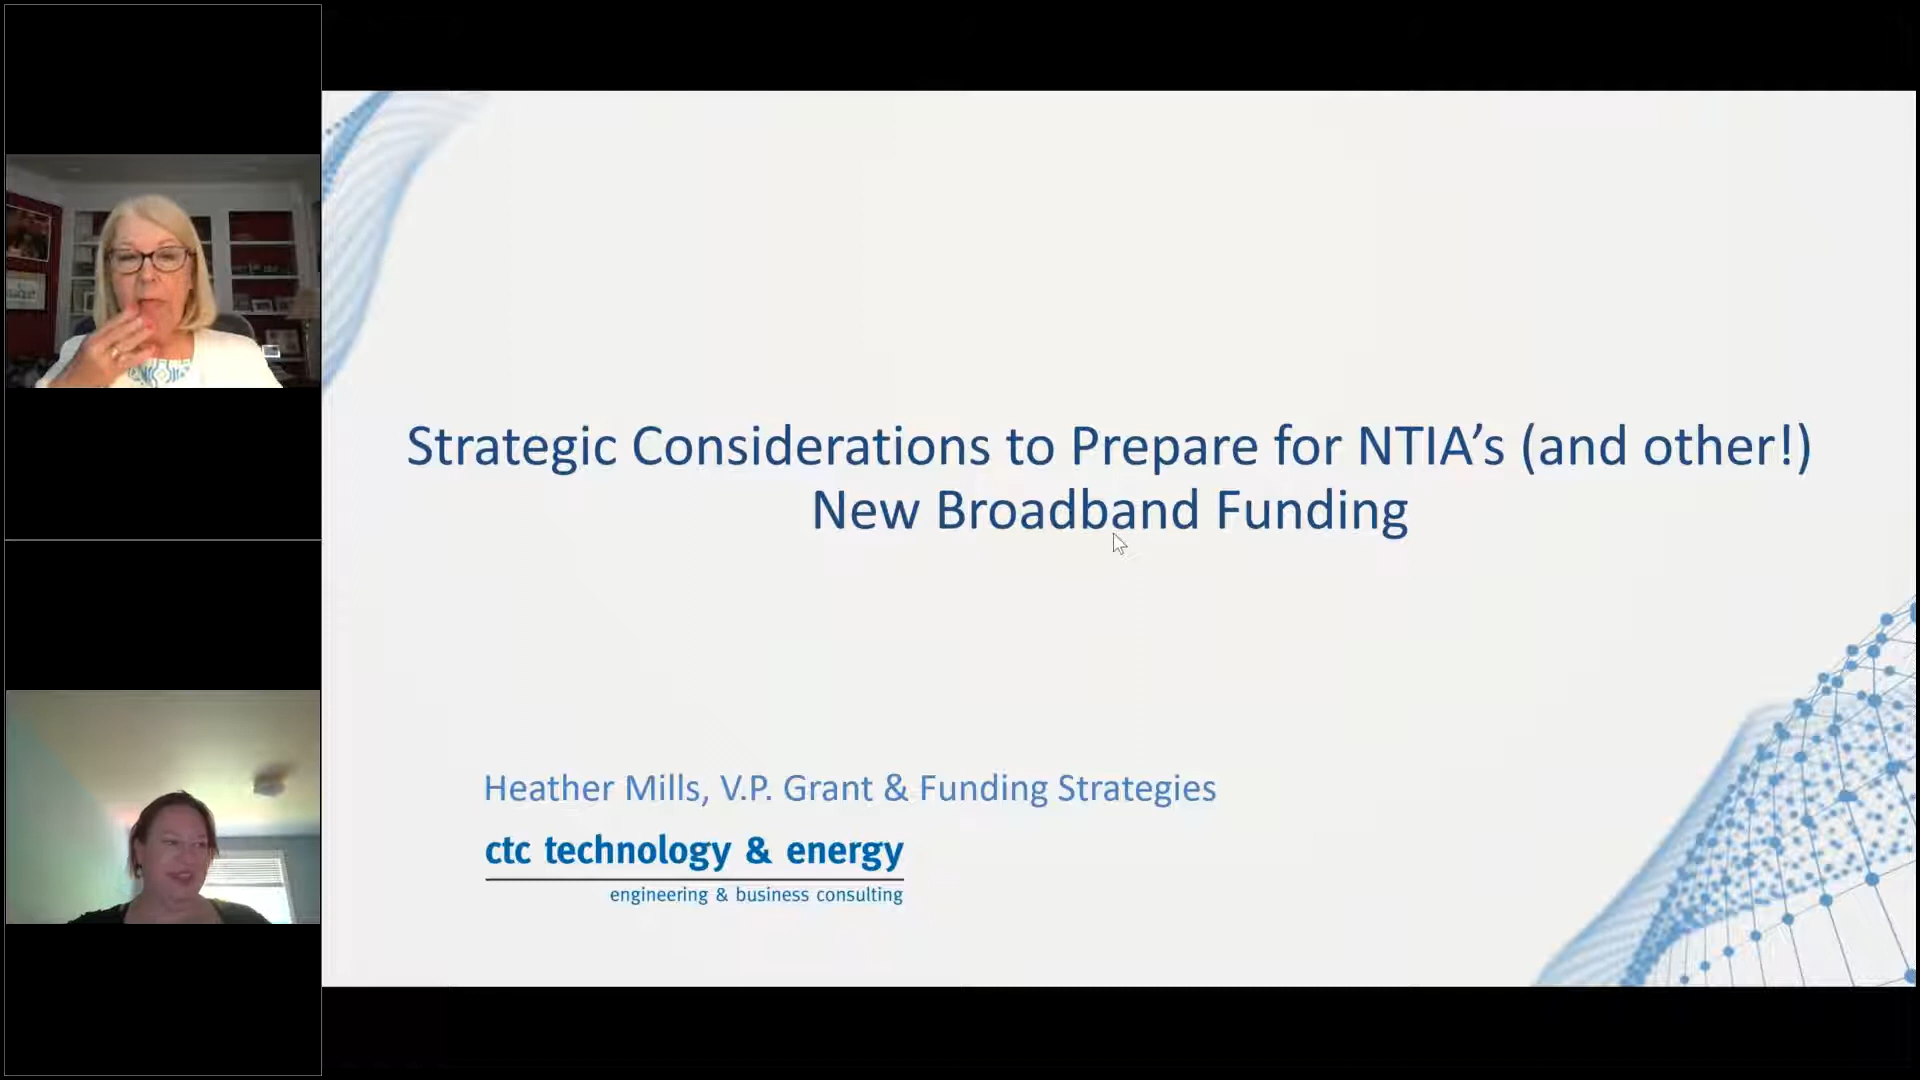 Strategic Considerations to Prepare for NTIA’s (and other!)
New Broadband Funding
Heather Mills, V.P. Grant & Funding Strategies
ctc technology & energy
engineering & business consulting